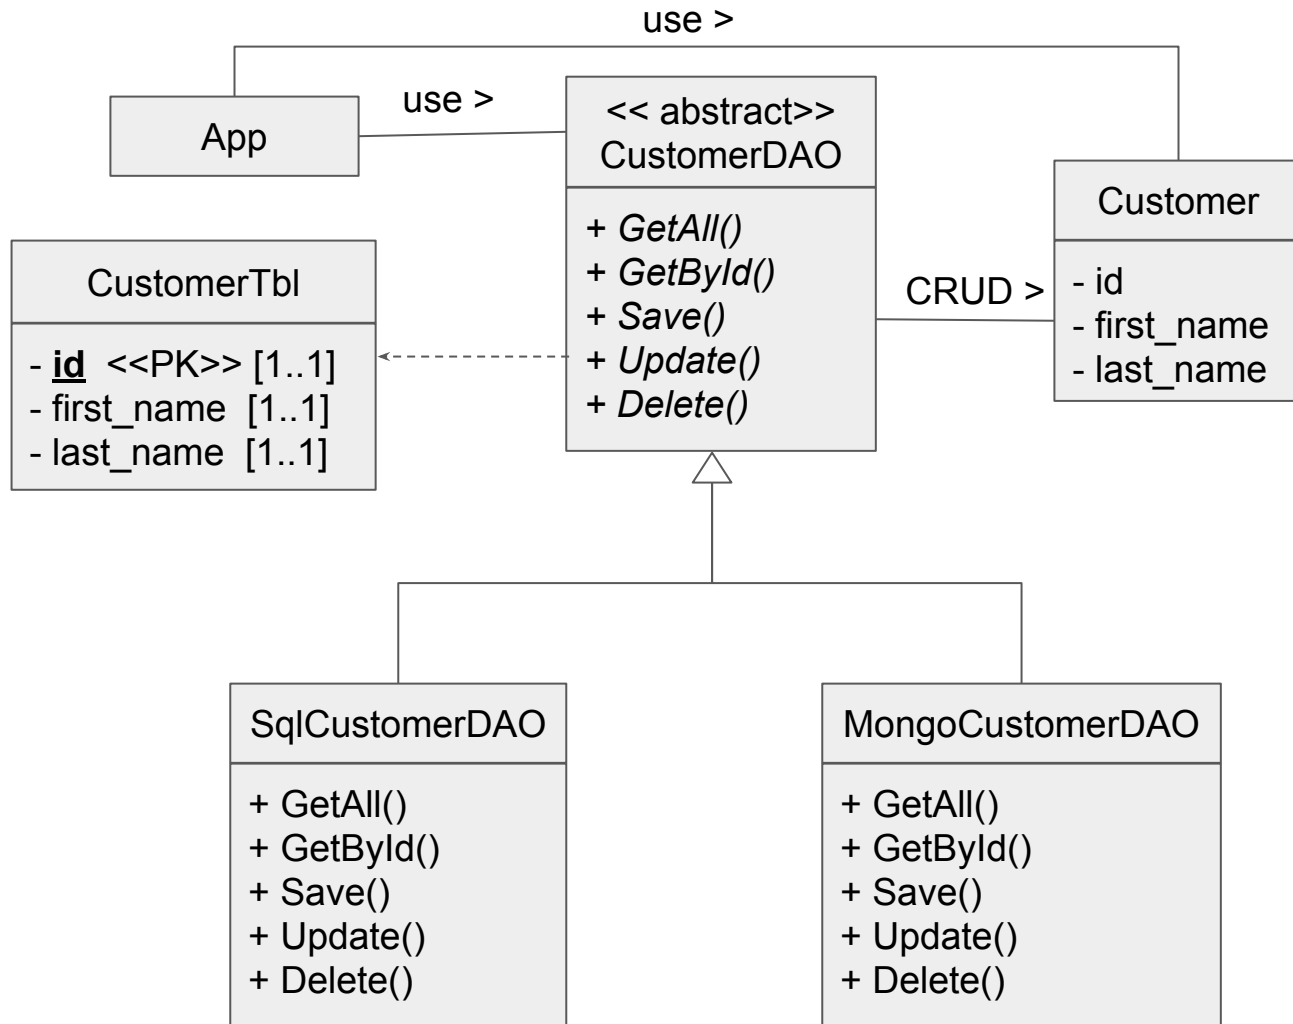 use >
App
use >
<< abstract>>
CustomerDAO
+ GetAll()
+ GetById()
+ Save()
+ Update()
+ Delete()
CRUD >
Customer
- id
- first_name
- last_name
CustomerTbl
- id <<PK>> [1..1]
- first_name [1..1]
- last_name [1..1]
SqlCustomerDAO
+ GetAll()
+ GetById()
+ Save()
+ Update()
+ Delete()
MongoCustomerDAO
+ GetAll()
+ GetById()
+ Save()
+ Update()
+ Delete()